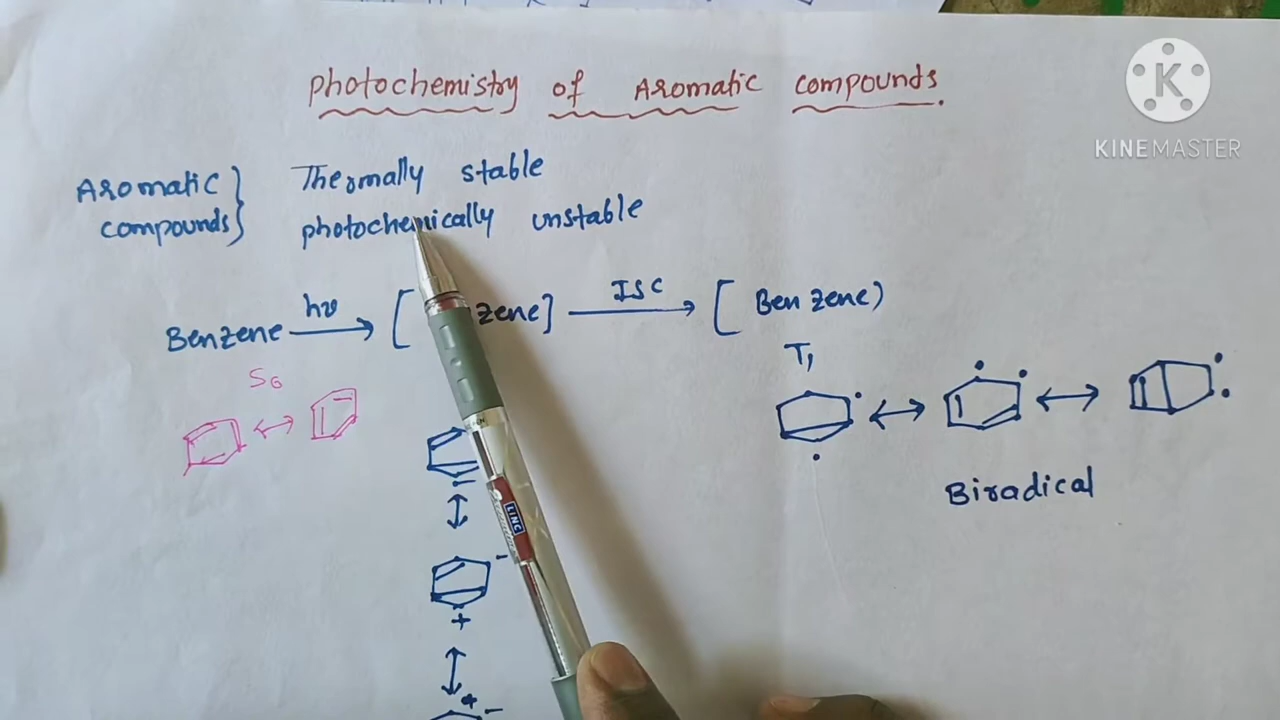 Photochemistry of Aromatic compounds.
K
KINEMASTER
Aromatic compounds} Thermally stable
photochemically unstable
Benzene hν [ zene] ISC [ Benzene)
S0
T1
Biradical
LINC